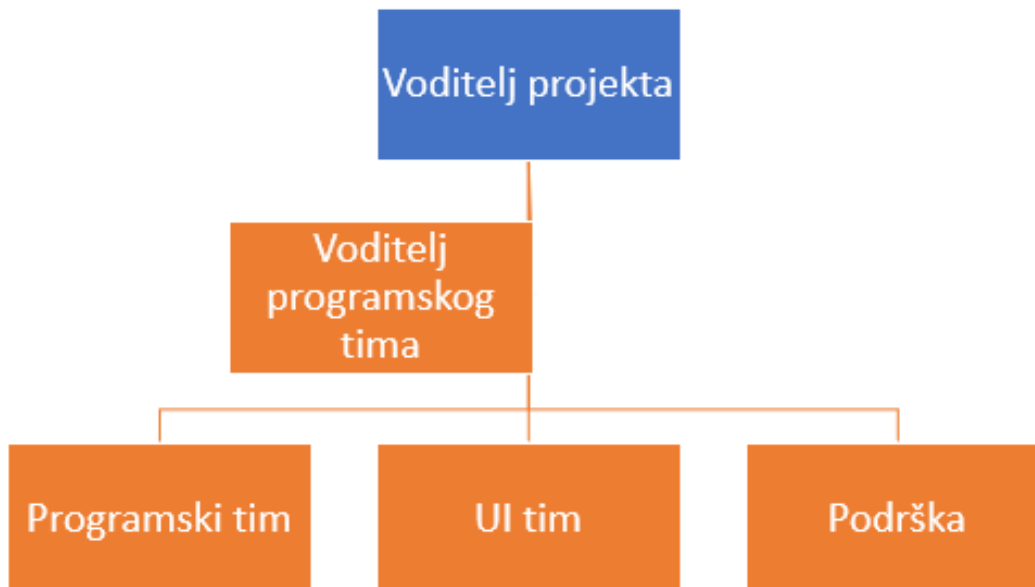 Voditelj projekta
Voditelj
programskog
tima
Programski tim
UI tim
Podrška